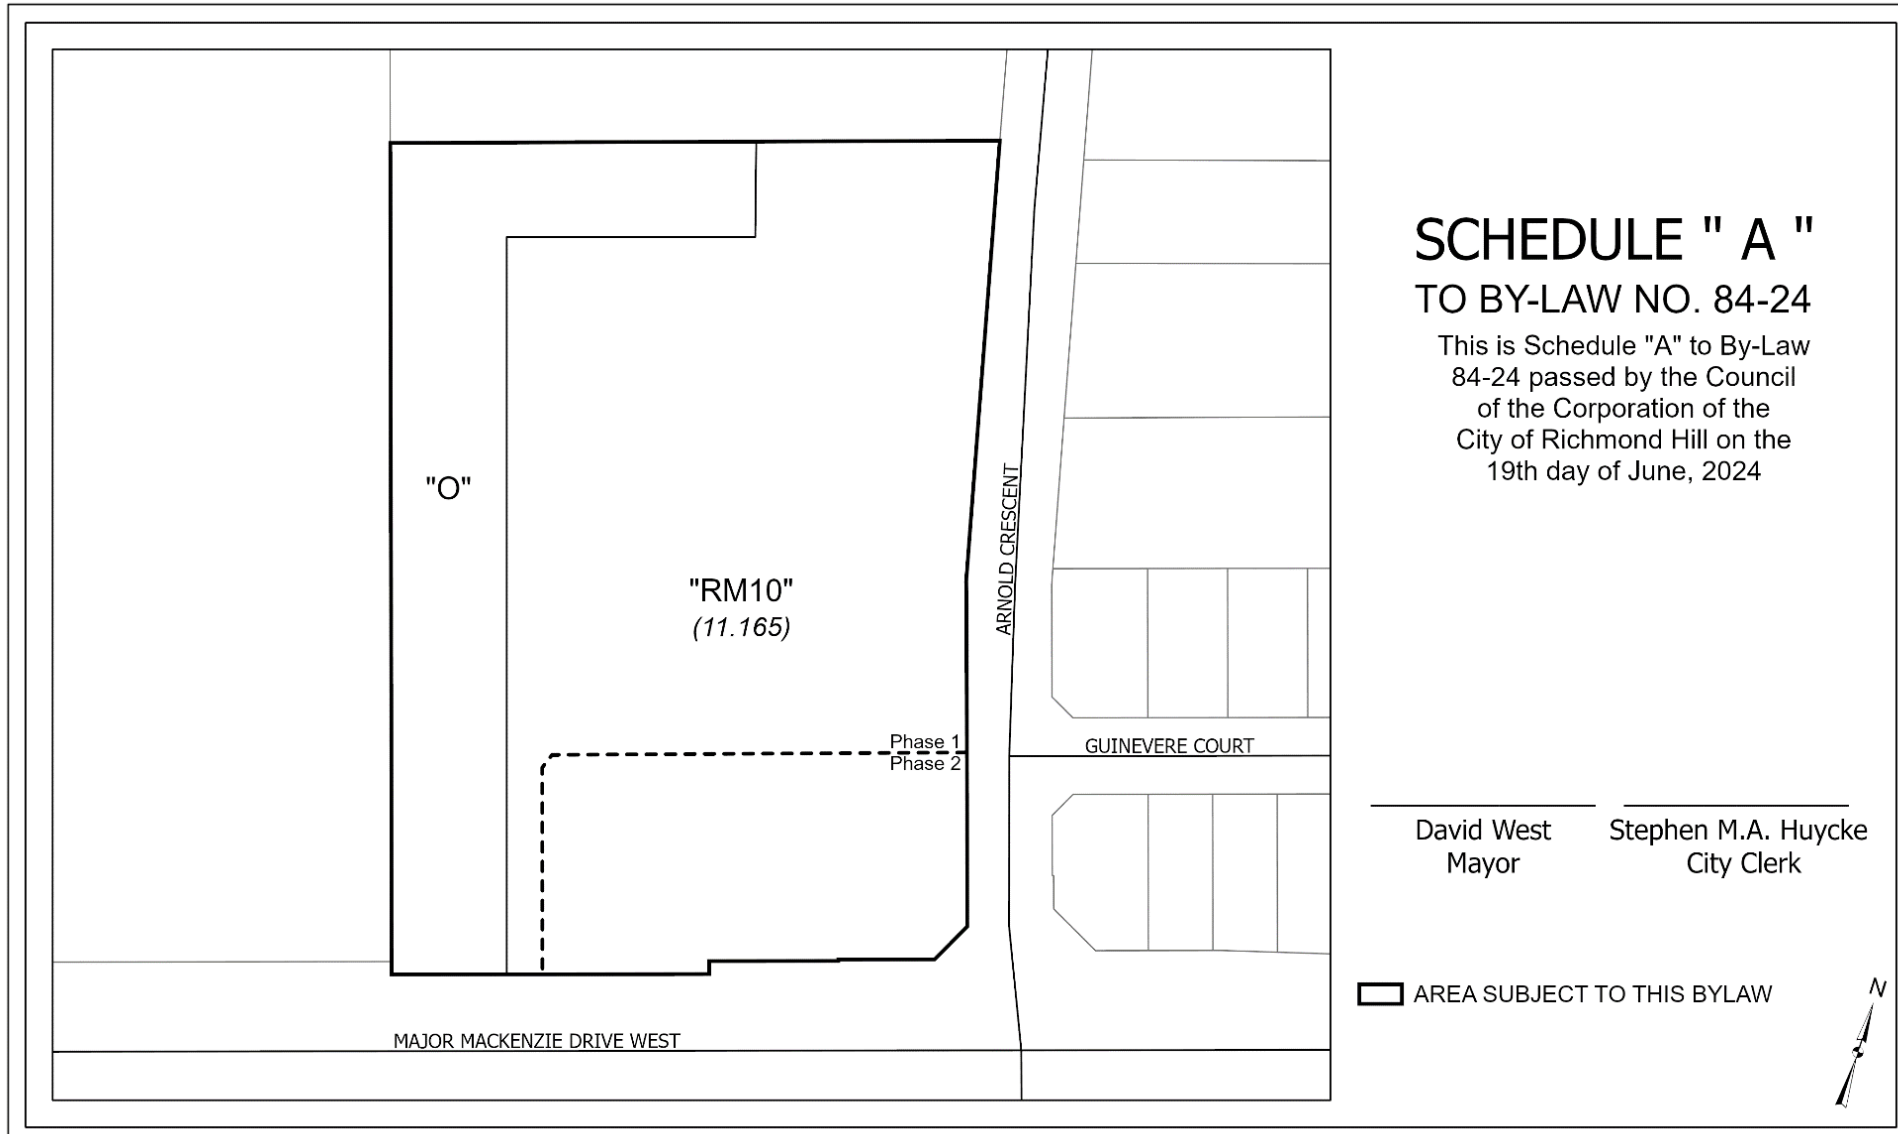 SCHEDULE " A "
TO BY-LAW NO. 84-24
This is Schedule "A" to By-Law
84-24 passed by the Council
of the Corporation of the
City of Richmond Hill on the
19th day of June, 2024
"O"
"RM10"
(11.165)
ARNOLD CRESCENT
Phase 1
Phase 2
GUINEVERE COURT
MAJOR MACKENZIE DRIVE WEST
David West
Mayor
Stephen M.A. Huycke
City Clerk
AREA SUBJECT TO THIS BYLAW
N